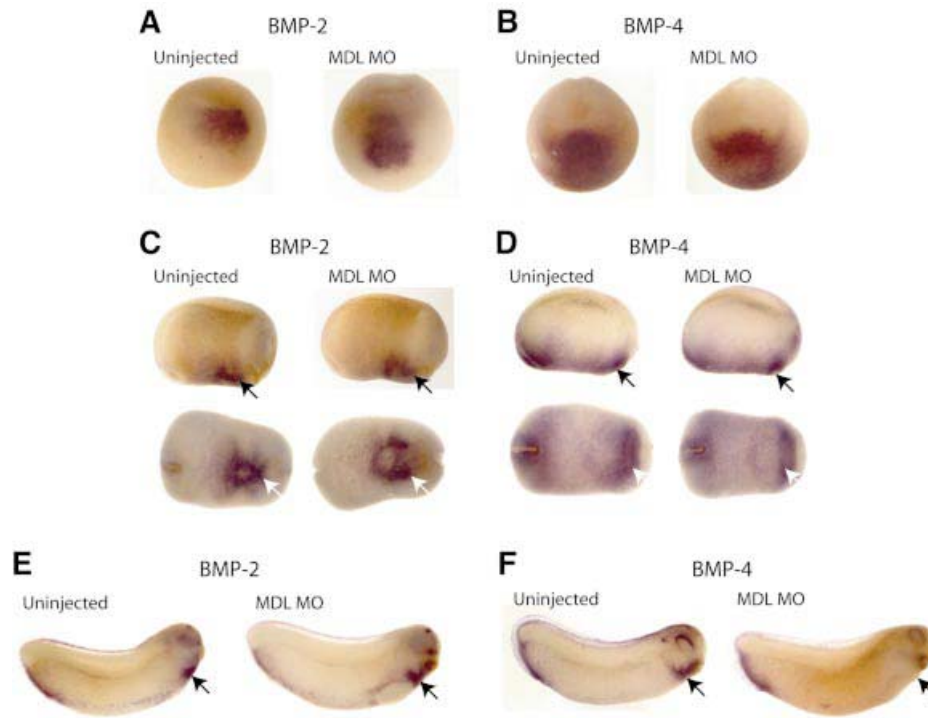 A BMP-2
Uninjected MDL MO
B BMP-4
Uninjected MDL MO
C BMP-2
Uninjected MDL MO
D BMP-4
Uninjected MDL MO
E BMP-2
Uninjected MDL MO
F BMP-4
Uninjected MDL MO